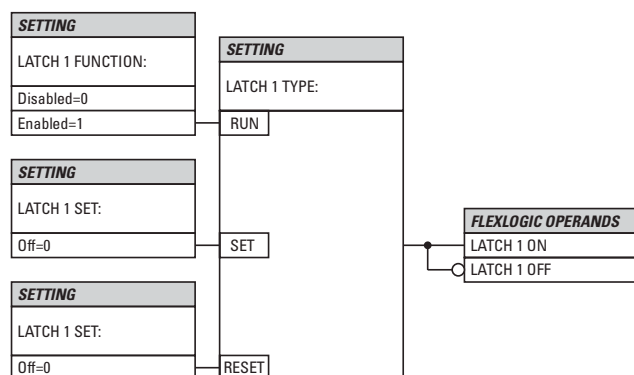 SETTING
LATCH 1 FUNCTION:
Disabled=0
Enabled=1
SETTING
LATCH 1 TYPE:
RUN
SETTING
LATCH 1 SET:
Off=0
SET
SETTING
LATCH 1 SET:
Off=0
RESET
FLEXLOGIC OPERANDS
LATCH 1 ON
LATCH 1 OFF